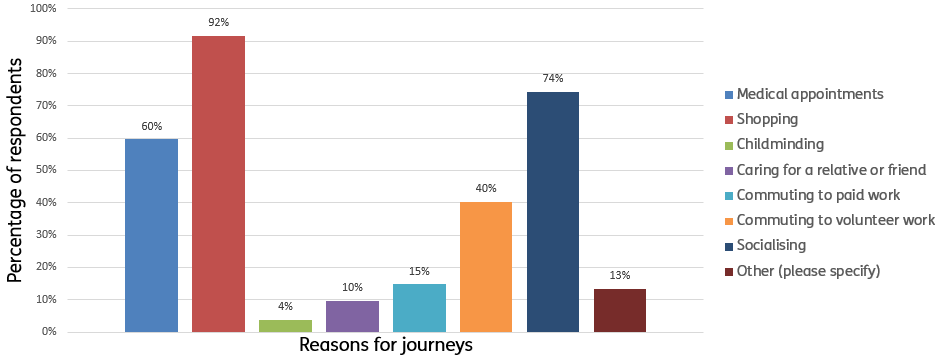 100%
90%
80%
70%
60%
50%
40%
30%
20%
10%
0%
Percentage of respondents
60%
92%
4%
10%
15%
40%
74%
13%
Reasons for journeys
Medical appointments
Shopping
Childminding
Caring for a relative or friend
Commuting to paid work
Commuting to volunteer work
Socialising
Other (please specify)